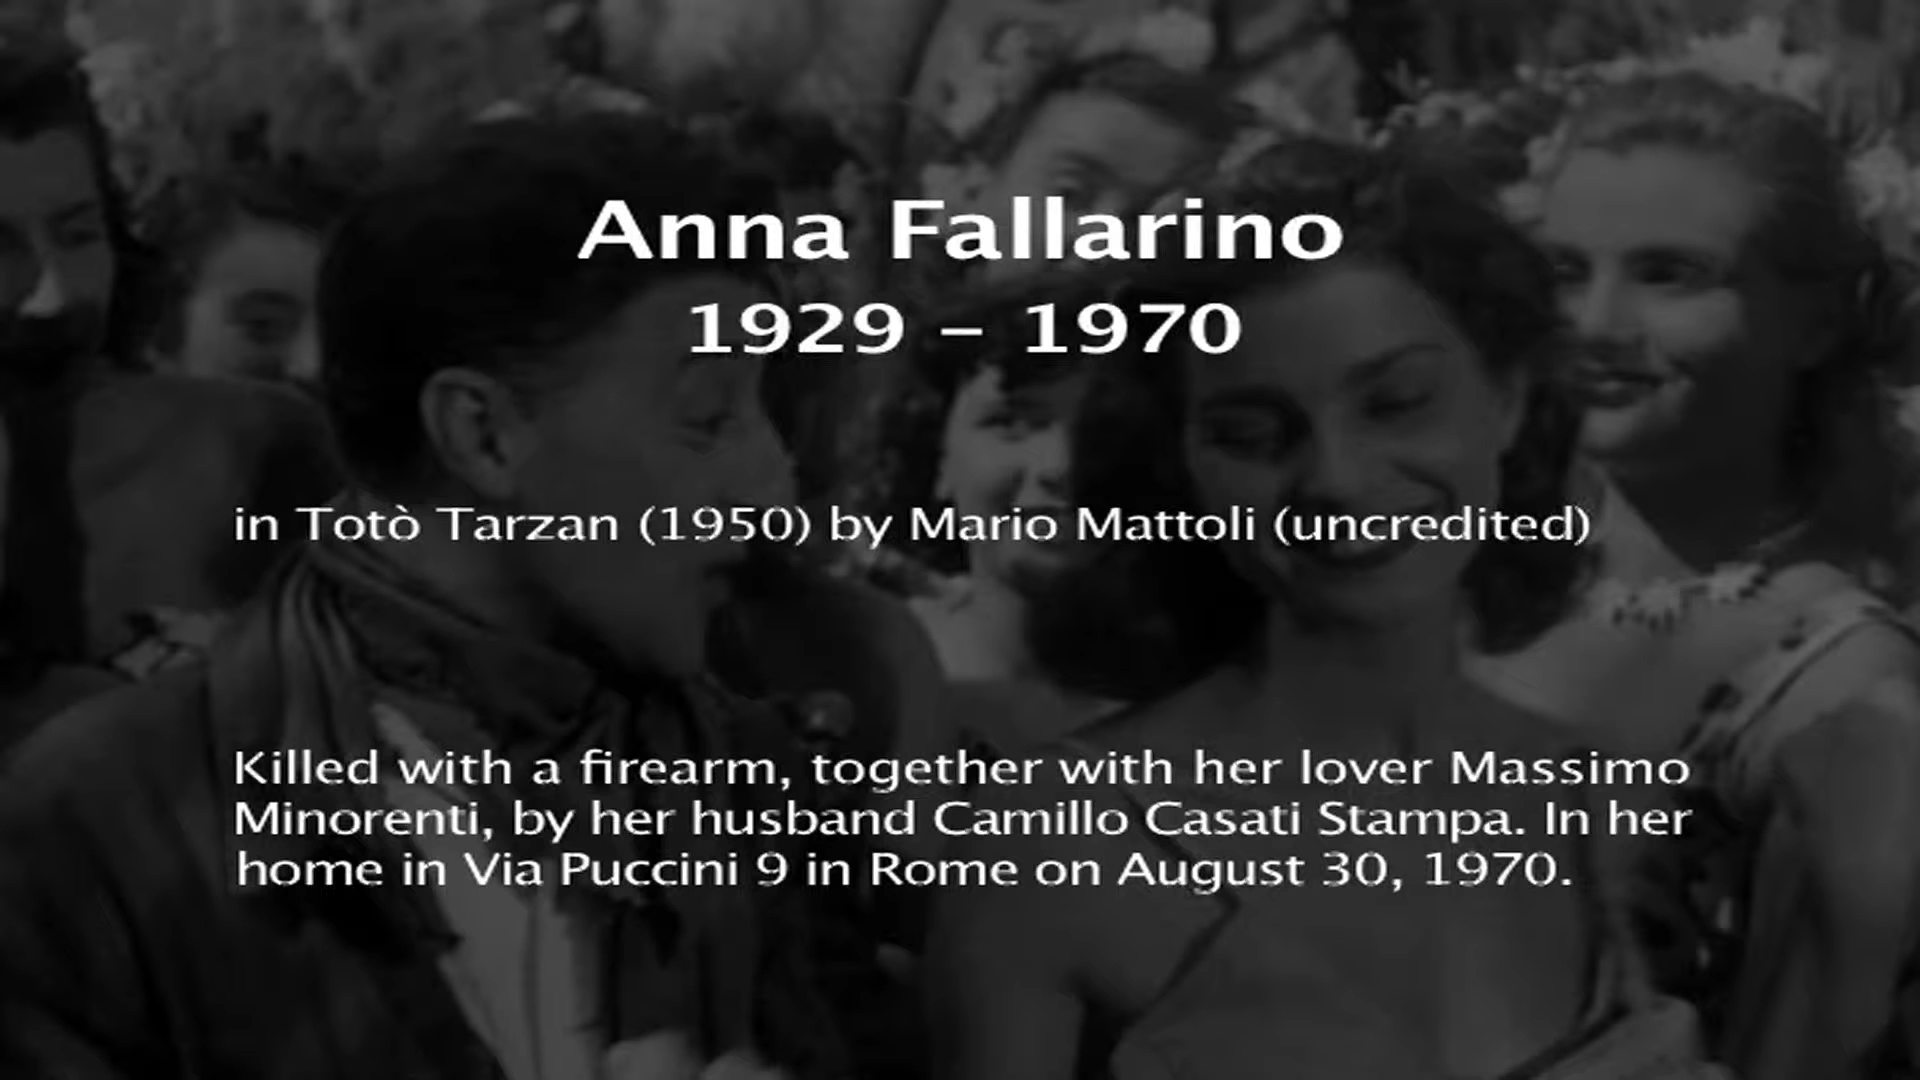 Anna Fallarino
1929 – 1970
in Totò Tarzan (1950) by Mario Mattoli (uncredited)
Killed with a firearm, together with her lover Massimo
Minorenti, by her husband Camillo Casati Stampa. In her
home in Via Puccini 9 in Rome on August 30, 1970.